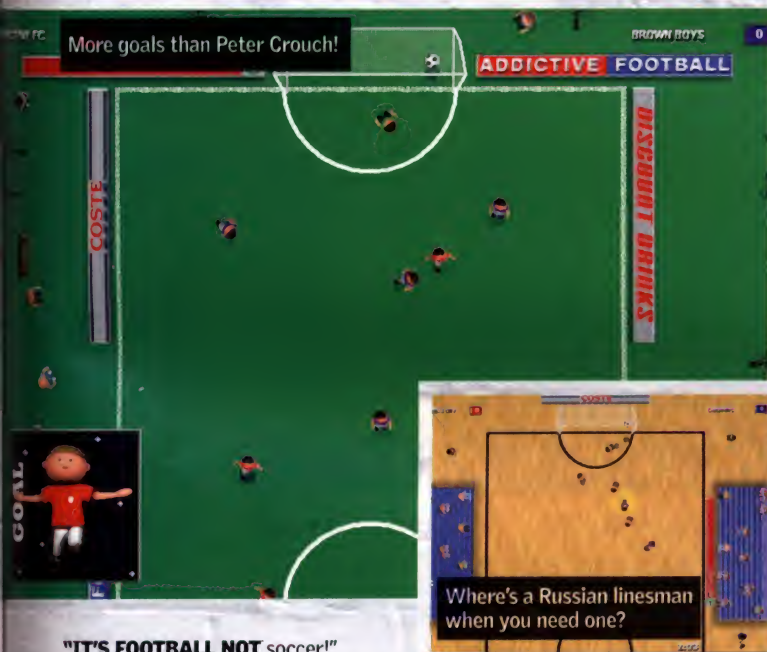 More goals than Peter Crouch!
BROWN BOYS 0
ADDICTIVE FOOTBALL
COSTE
DISCOUNT DRINKS
GOAL
COSTE
Where's a Russian linesman
when you need one?
"IT'S FOOTBALL NOT soccer!"